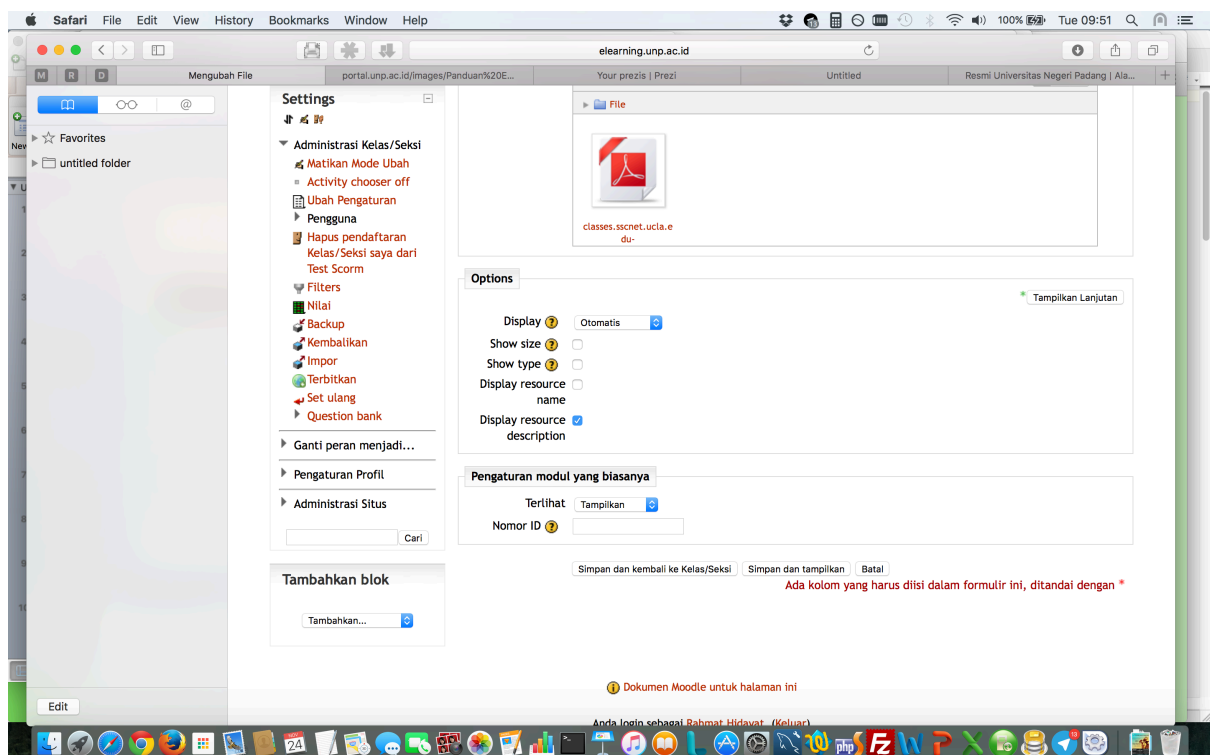 Safari File Edit View History Bookmarks Window Help
100% Tue 09:51
elearning.unp.ac.id
M R D Mengubah File portal.unp.ac.id/images/Panduan%20E... Your prezis | Prezi Untitled Resmi Universitas Negeri Padang | Ala...
Favorites
untitled folder
Edit
Settings
Administrasi Kelas/Seksi
Matikan Mode Ubah
Activity chooser off
Ubah Pengaturan
Pengguna
Hapus pendaftaran
Kelas/Seksi saya dari
Test Scorm
Filters
Nilai
Backup
Kembalikan
Impor
Terbitkan
Set ulang
Question bank
Ganti peran menjadi...
Pengaturan Profil
Administrasi Situs
Cari
Tambahkan blok
Tambahkan...
File
classes.sscnet.ucla.e
du-
Options
* Tampilkan Lanjutan
Display Otomatis
Show size
Show type
Display resource
name
Display resource
description
Pengaturan modul yang biasanya
Terlihat Tampilkan
Nomor ID
Simpan dan kembali ke Kelas/Seksi Simpan dan tampilkan Batal
Ada kolom yang harus diisi dalam formulir ini, ditandai dengan *
Dokumen Moodle untuk halaman ini
Anda login sebagai Rahmat Hidayat (Keluar)